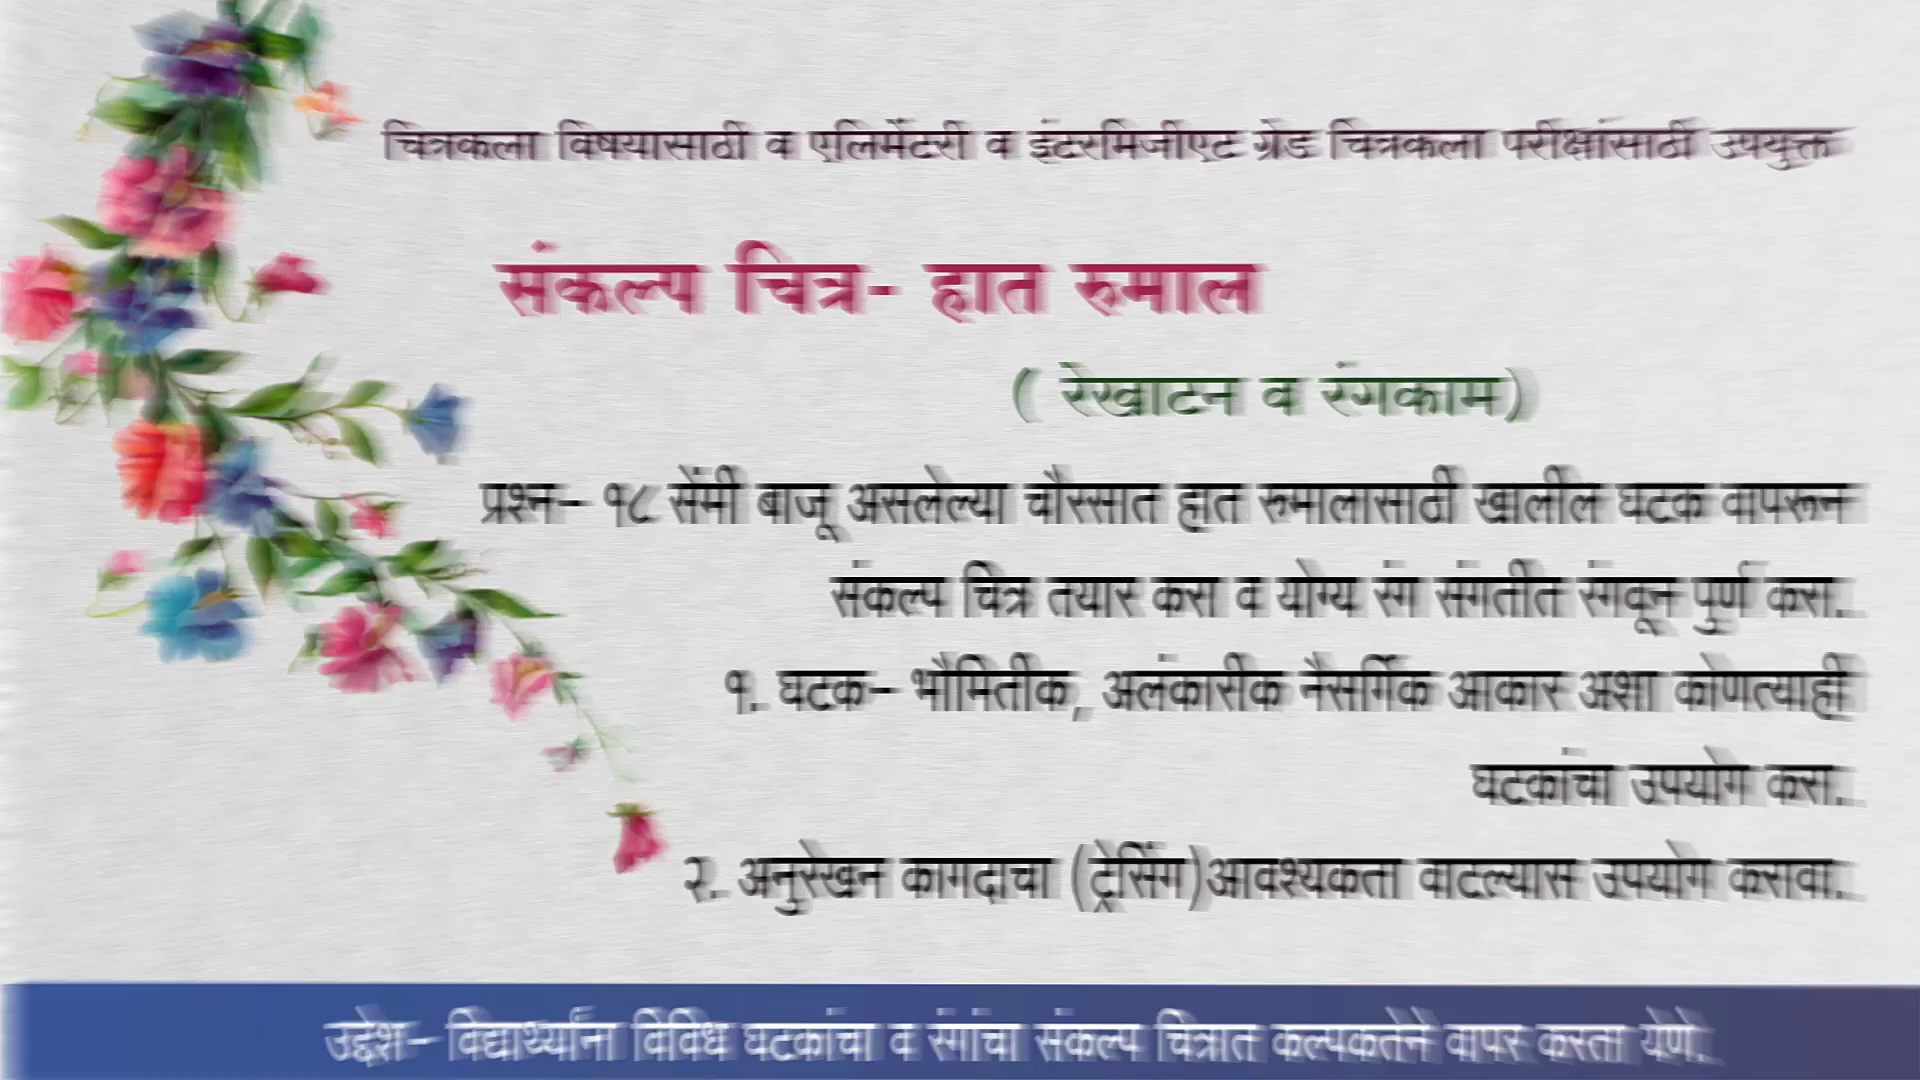 चित्रकला विषयासाठी व एलिमेंटरी व इंटरमिजीएट ग्रेड चित्रकला परीक्षांसाठी उपयुक्त
संकल्प चित्र- हात रुमाल
( रेखाटन व रंगकाम)
प्रश्न- १८ सेंमी बाजू असलेल्या चौरसात हात रुमालासाठी खालील घटक वापरून
संकल्प चित्र तयार करा व योग्य रंग संगतीत रंगवून पुर्ण करा.
१. घटक- भौमितीक, अलंकारीक नैसर्गिक आकार अशा कोणत्याही
घटकांचा उपयोग करा.
२. अनुरेखन कागदाचा (ट्रेसिंग)आवश्यकता वाटल्यास उपयोग करावा.
उद्देश- विद्यार्थ्यांना विविध घटकांचा व रंगांचा संकल्प चित्रात कल्पकतेने वापर करता येणे.